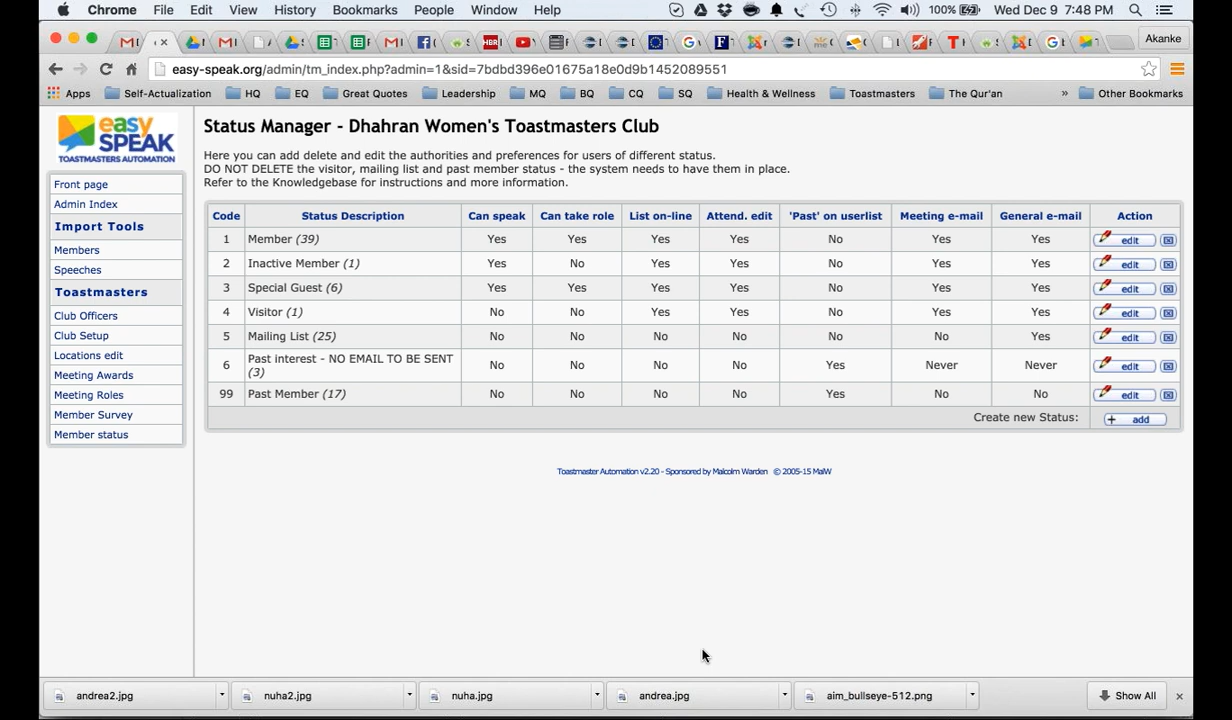 Chrome File Edit View History Bookmarks People Window Help 100% Wed Dec 9 7:48 PM
Akanke
easy-speak.org/admin/tm_index.php?admin=1&sid=7bdbd396e01675a18e0d9b1452089551
Apps Self-Actualization HQ EQ Great Quotes Leadership MQ BQ CQ SQ Health & Wellness Toastmasters The Qur'an » Other Bookmarks
easy
SPEAK
TOASTMASTERS AUTOMATION
Front page
Admin Index
Import Tools
Members
Speeches
Toastmasters
Club Officers
Club Setup
Locations edit
Meeting Awards
Meeting Roles
Member Survey
Member status
Status Manager - Dhahran Women's Toastmasters Club
Here you can add delete and edit the authorities and preferences for users of different status.
DO NOT DELETE the visitor, mailing list and past member status - the system needs to have them in place.
Refer to the Knowledgebase for instructions and more information.
Code Status Description Can speak Can take role List on-line Attend. edit 'Past' on userlist Meeting e-mail General e-mail Action
1 Member (39) Yes Yes Yes Yes No Yes Yes edit
2 Inactive Member (1) Yes No Yes Yes No Yes Yes edit
3 Special Guest (6) Yes Yes Yes Yes No Yes Yes edit
4 Visitor (1) No No Yes Yes No Yes Yes edit
5 Mailing List (25) No No No No No No Yes edit
6 Past interest - NO EMAIL TO BE SENT (3) No No No No Yes Never Never edit
99 Past Member (17) No No No No Yes No No edit
Create new Status: + add
Toastmaster Automation v2.20 - Sponsored by Malcolm Warden © 2005-15 MalW
andrea2.jpg nuha2.jpg nuha.jpg andrea.jpg aim_bullseye-512.png Show All